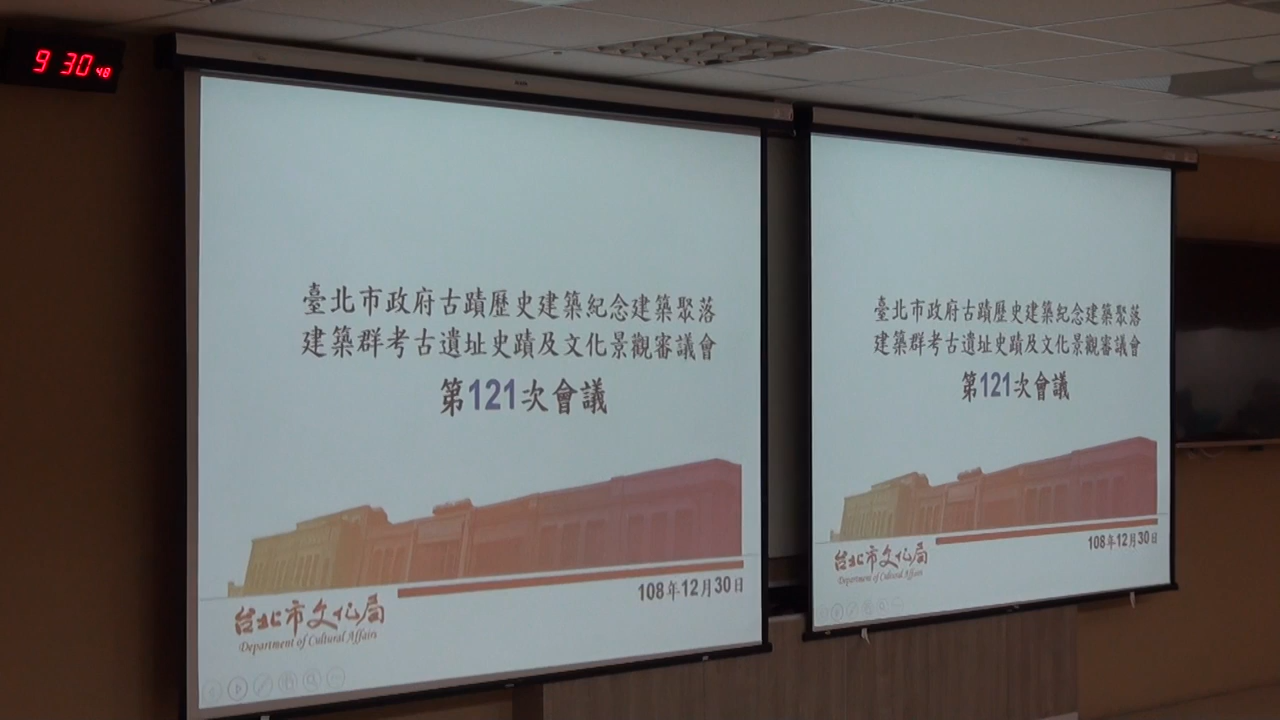 9 30 48
臺北市政府古蹟歷史建築紀念建築聚落
建築群考古遺址史蹟及文化景觀審議會
第121次會議
108年12月30日
台北市文化局
Department of Cultural Affairs
臺北市政府古蹟歷史建築紀念建築聚落
建築群考古遺址史蹟及文化景觀審議會
第121次會議
108年12月30日
台北市文化局
Department of Cultural Affairs